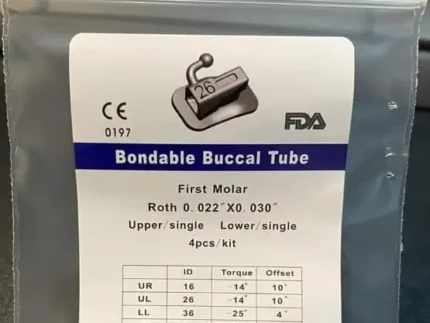 26
CE
0197
FDA
Bondable Buccal Tube
First Molar
Roth 0.022″X0.030″
Upper/single Lower/single
4pcs/kit
ID Torque Offset
UR 16 -14° 10°
UL 26 -14° 10°
LL 36 -25° 4°